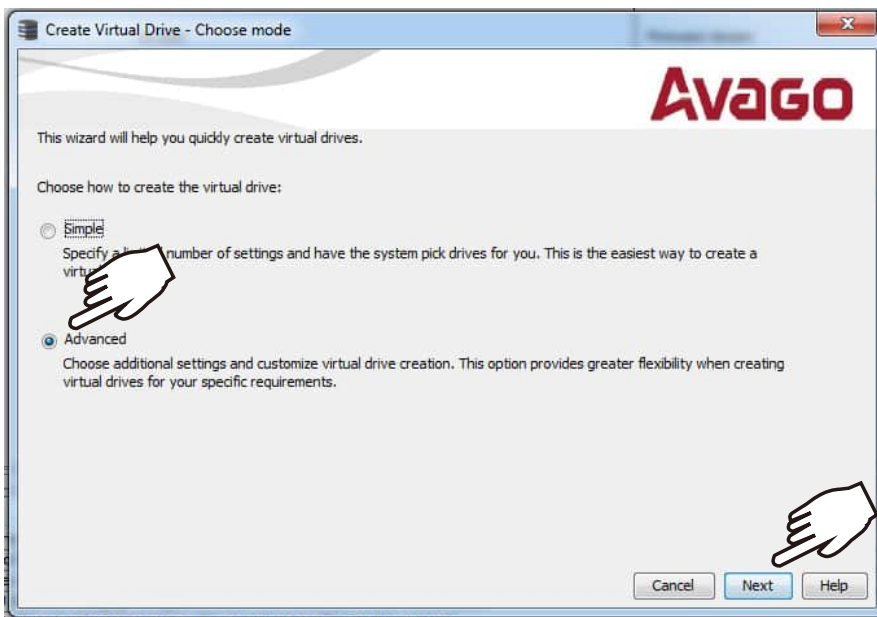 Create Virtual Drive - Choose mode
AVAGO
This wizard will help you quickly create virtual drives.
Choose how to create the virtual drive:
Simple
Specify a number of settings and have the system pick drives for you. This is the easiest way to create a
Advanced
Choose additional settings and customize virtual drive creation. This option provides greater flexibility when creating
virtual drives for your specific requirements.
Cancel
Next
Help